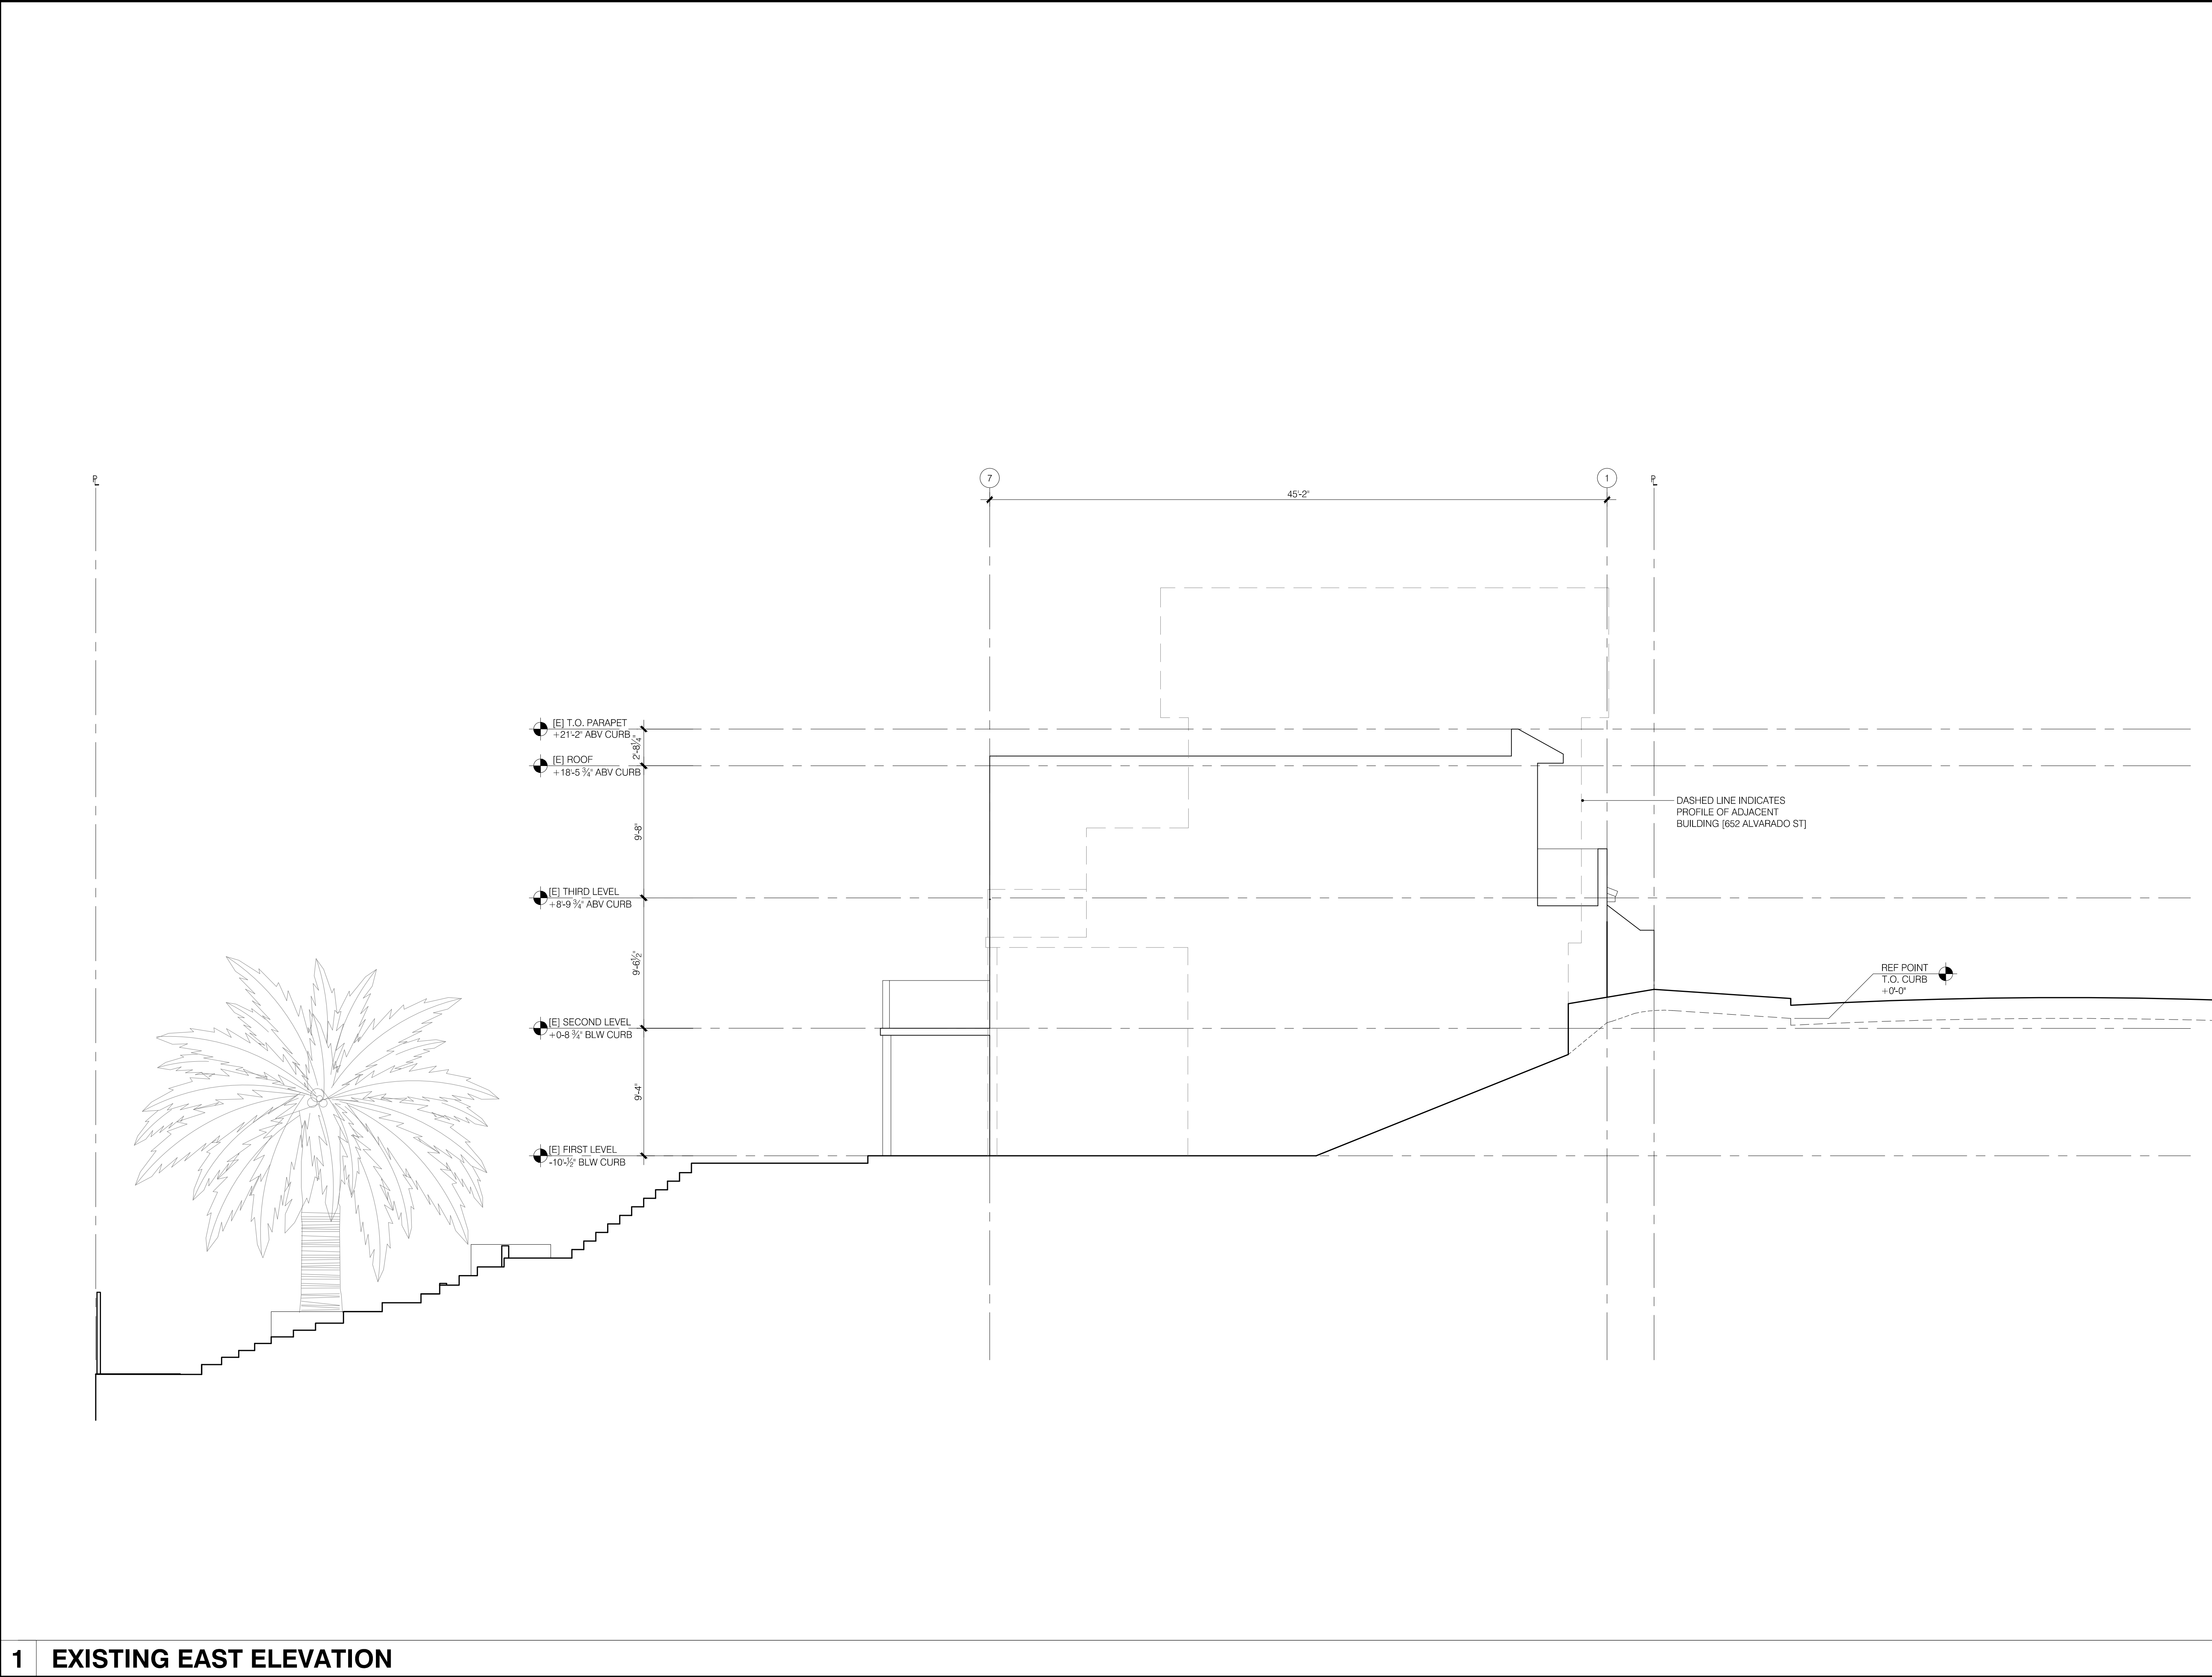 P
L
7
1
P
L
45'-2"
[E] T.O. PARAPET
+21'-2" ABV CURB
2'-8¼"
[E] ROOF
+18'-5 ¾" ABV CURB
9'-8"
DASHED LINE INDICATES
PROFILE OF ADJACENT
BUILDING [652 ALVARADO ST]
[E] THIRD LEVEL
+8'-9 ¾" ABV CURB
9'-6½"
REF POINT
T.O. CURB
+0'-0"
[E] SECOND LEVEL
+0-8 ¾" BLW CURB
9'-4"
[E] FIRST LEVEL
-10'-½" BLW CURB
1 EXISTING EAST ELEVATION